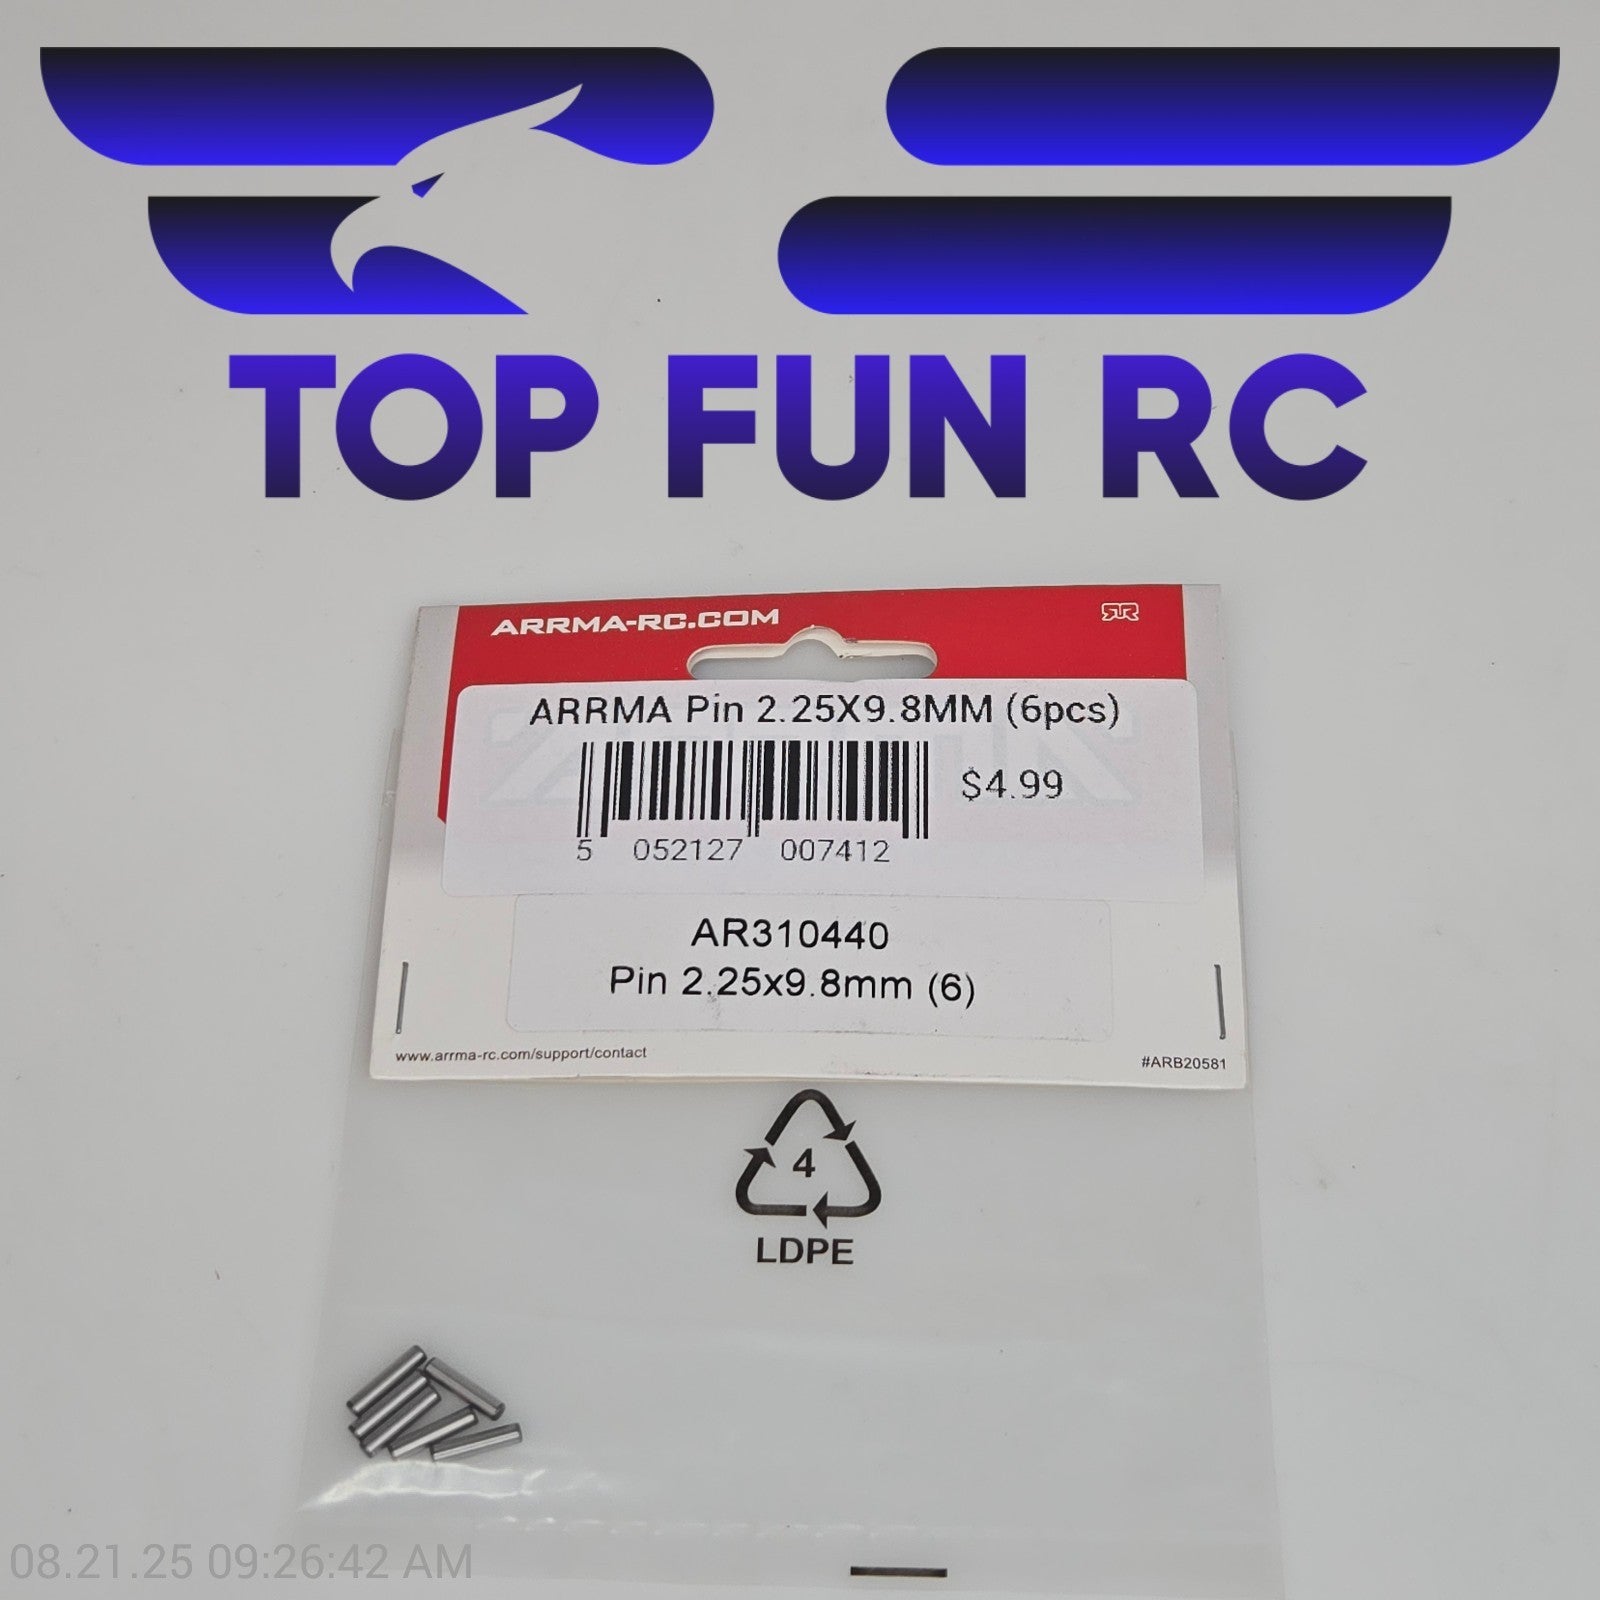 TOP FUN RC
ARRMA-RC.COM
ARRMA Pin 2.25X9.8MM (6pcs)
$4.99
5 052127 007412
AR310440
Pin 2.25x9.8mm (6)
www.arrma-rc.com/support/contact
#ARB20581
4
LDPE
08.21.25 09:26:42 AM